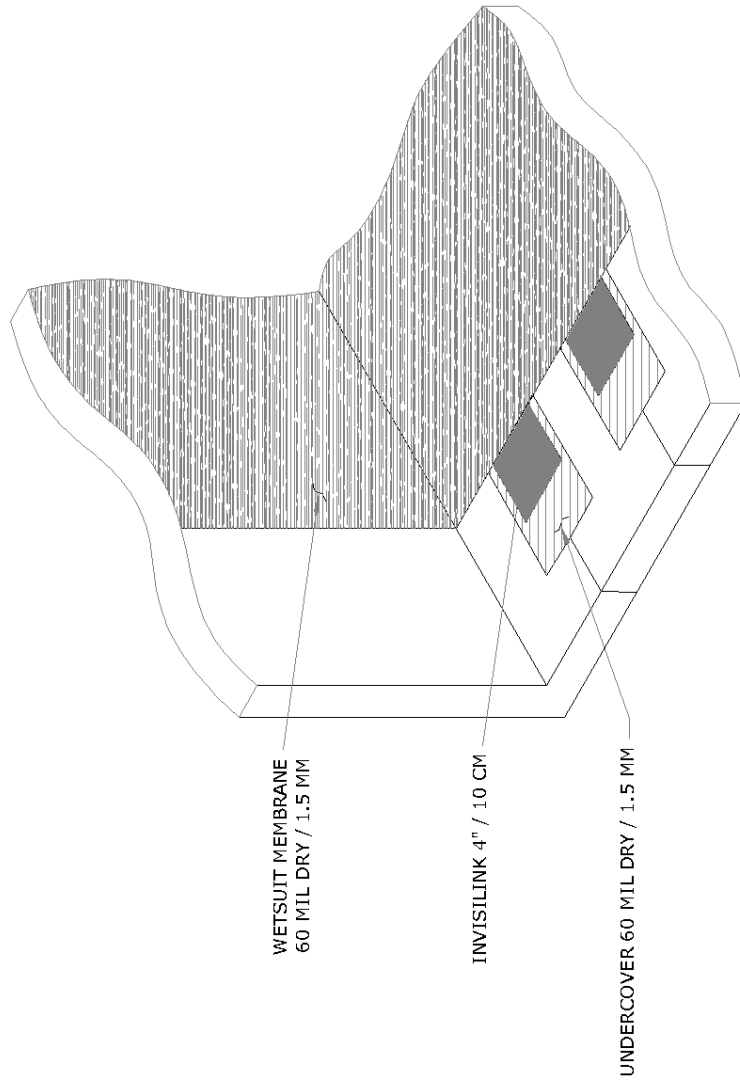 WETSUIT MEMBRANE
60 MIL DRY / 1.5 MM
INVISILINK 4" / 10 CM
UNDERCOVER 60 MIL DRY / 1.5 MM